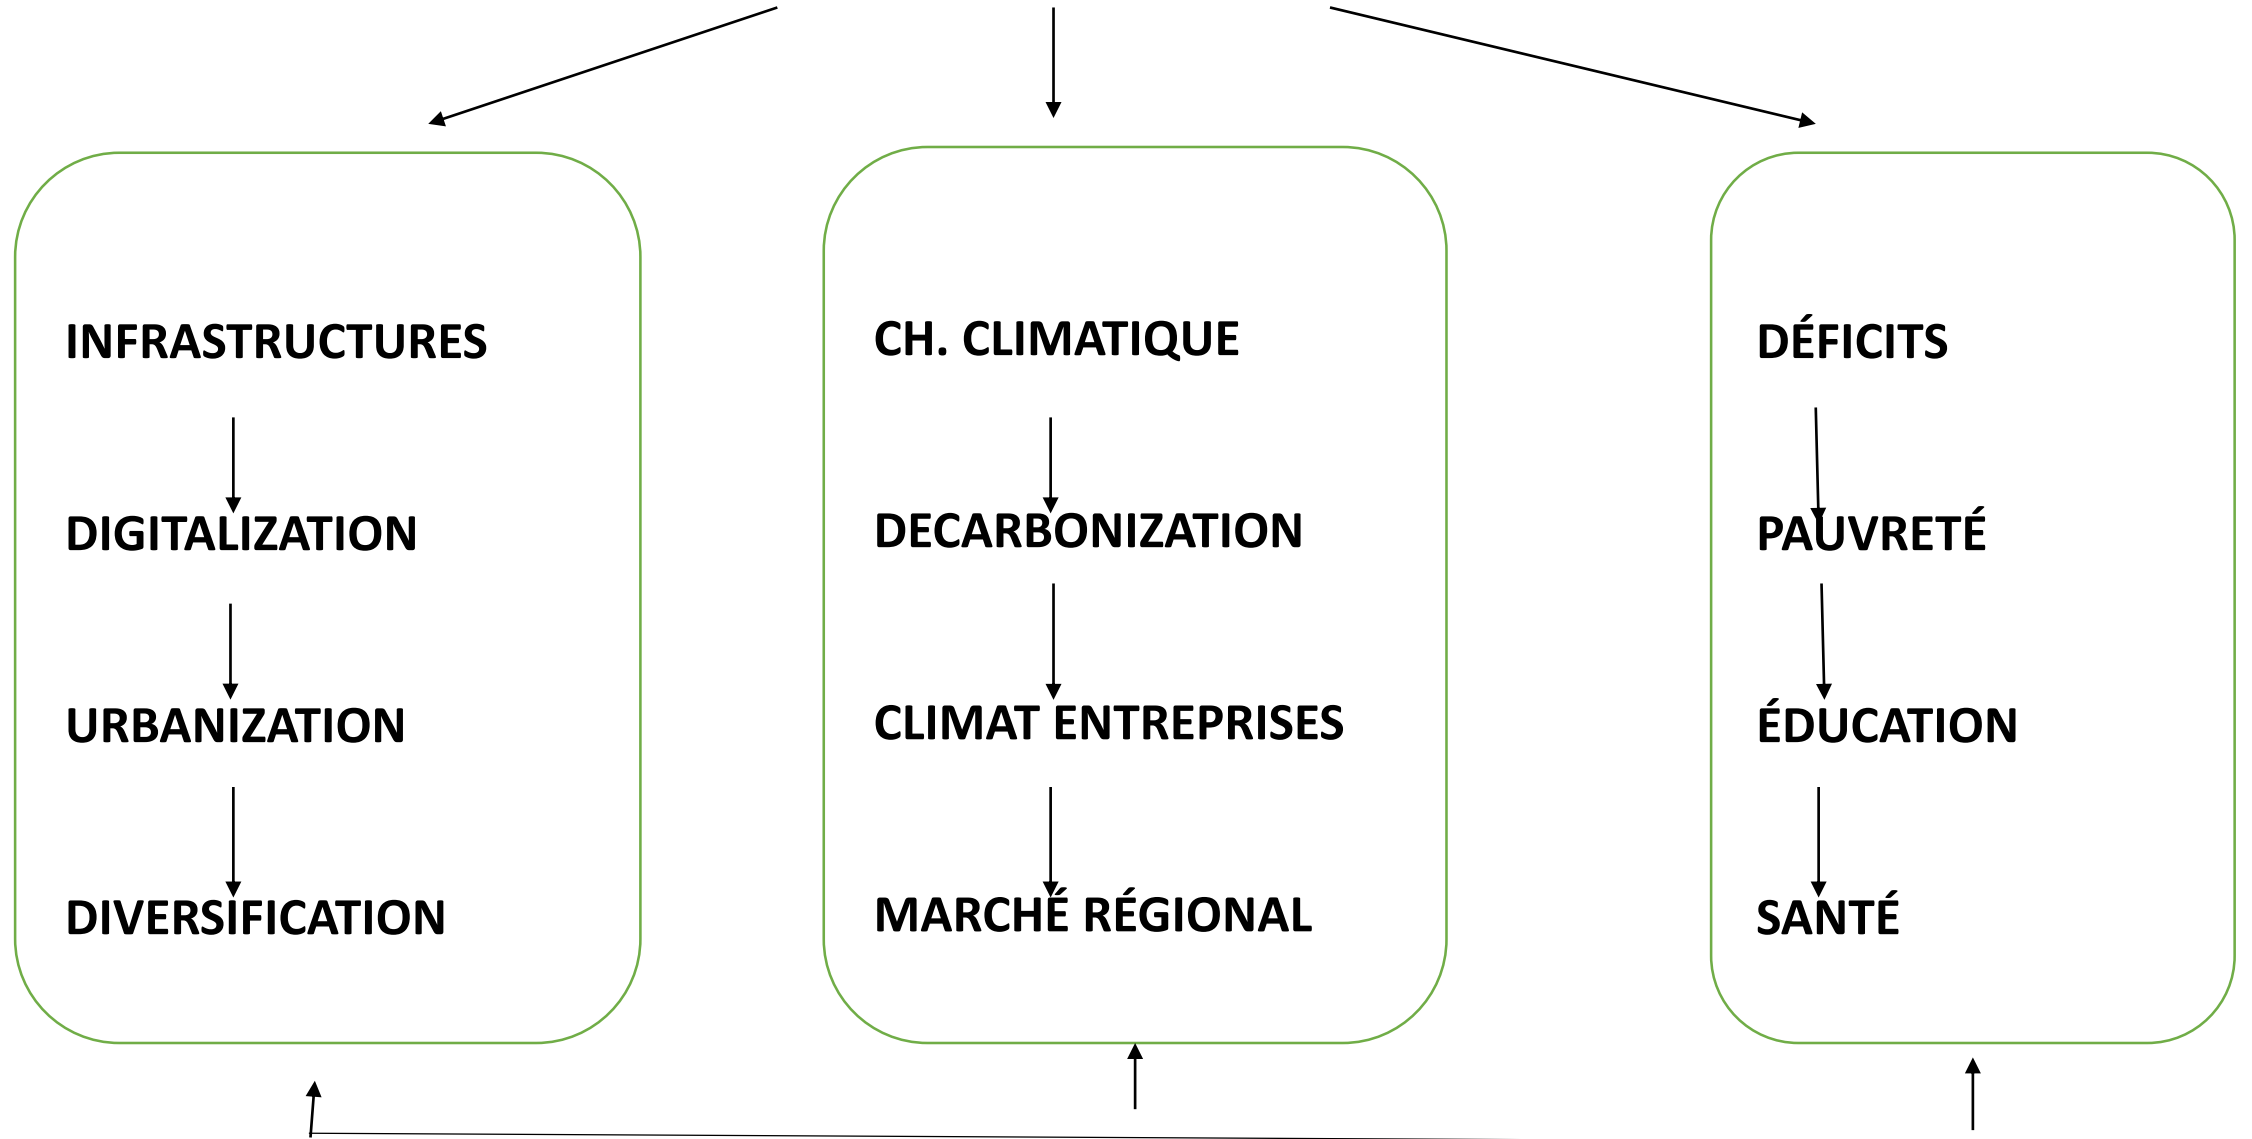 INFRASTRUCTURES
DIGITALIZATION
URBANIZATION
DIVERSIFICATION
CH. CLIMATIQUE
DECARBONIZATION
CLIMAT ENTREPRISES
MARCHÉ RÉGIONAL
DÉFICITS
PAUVRETÉ
ÉDUCATION
SANTÉ